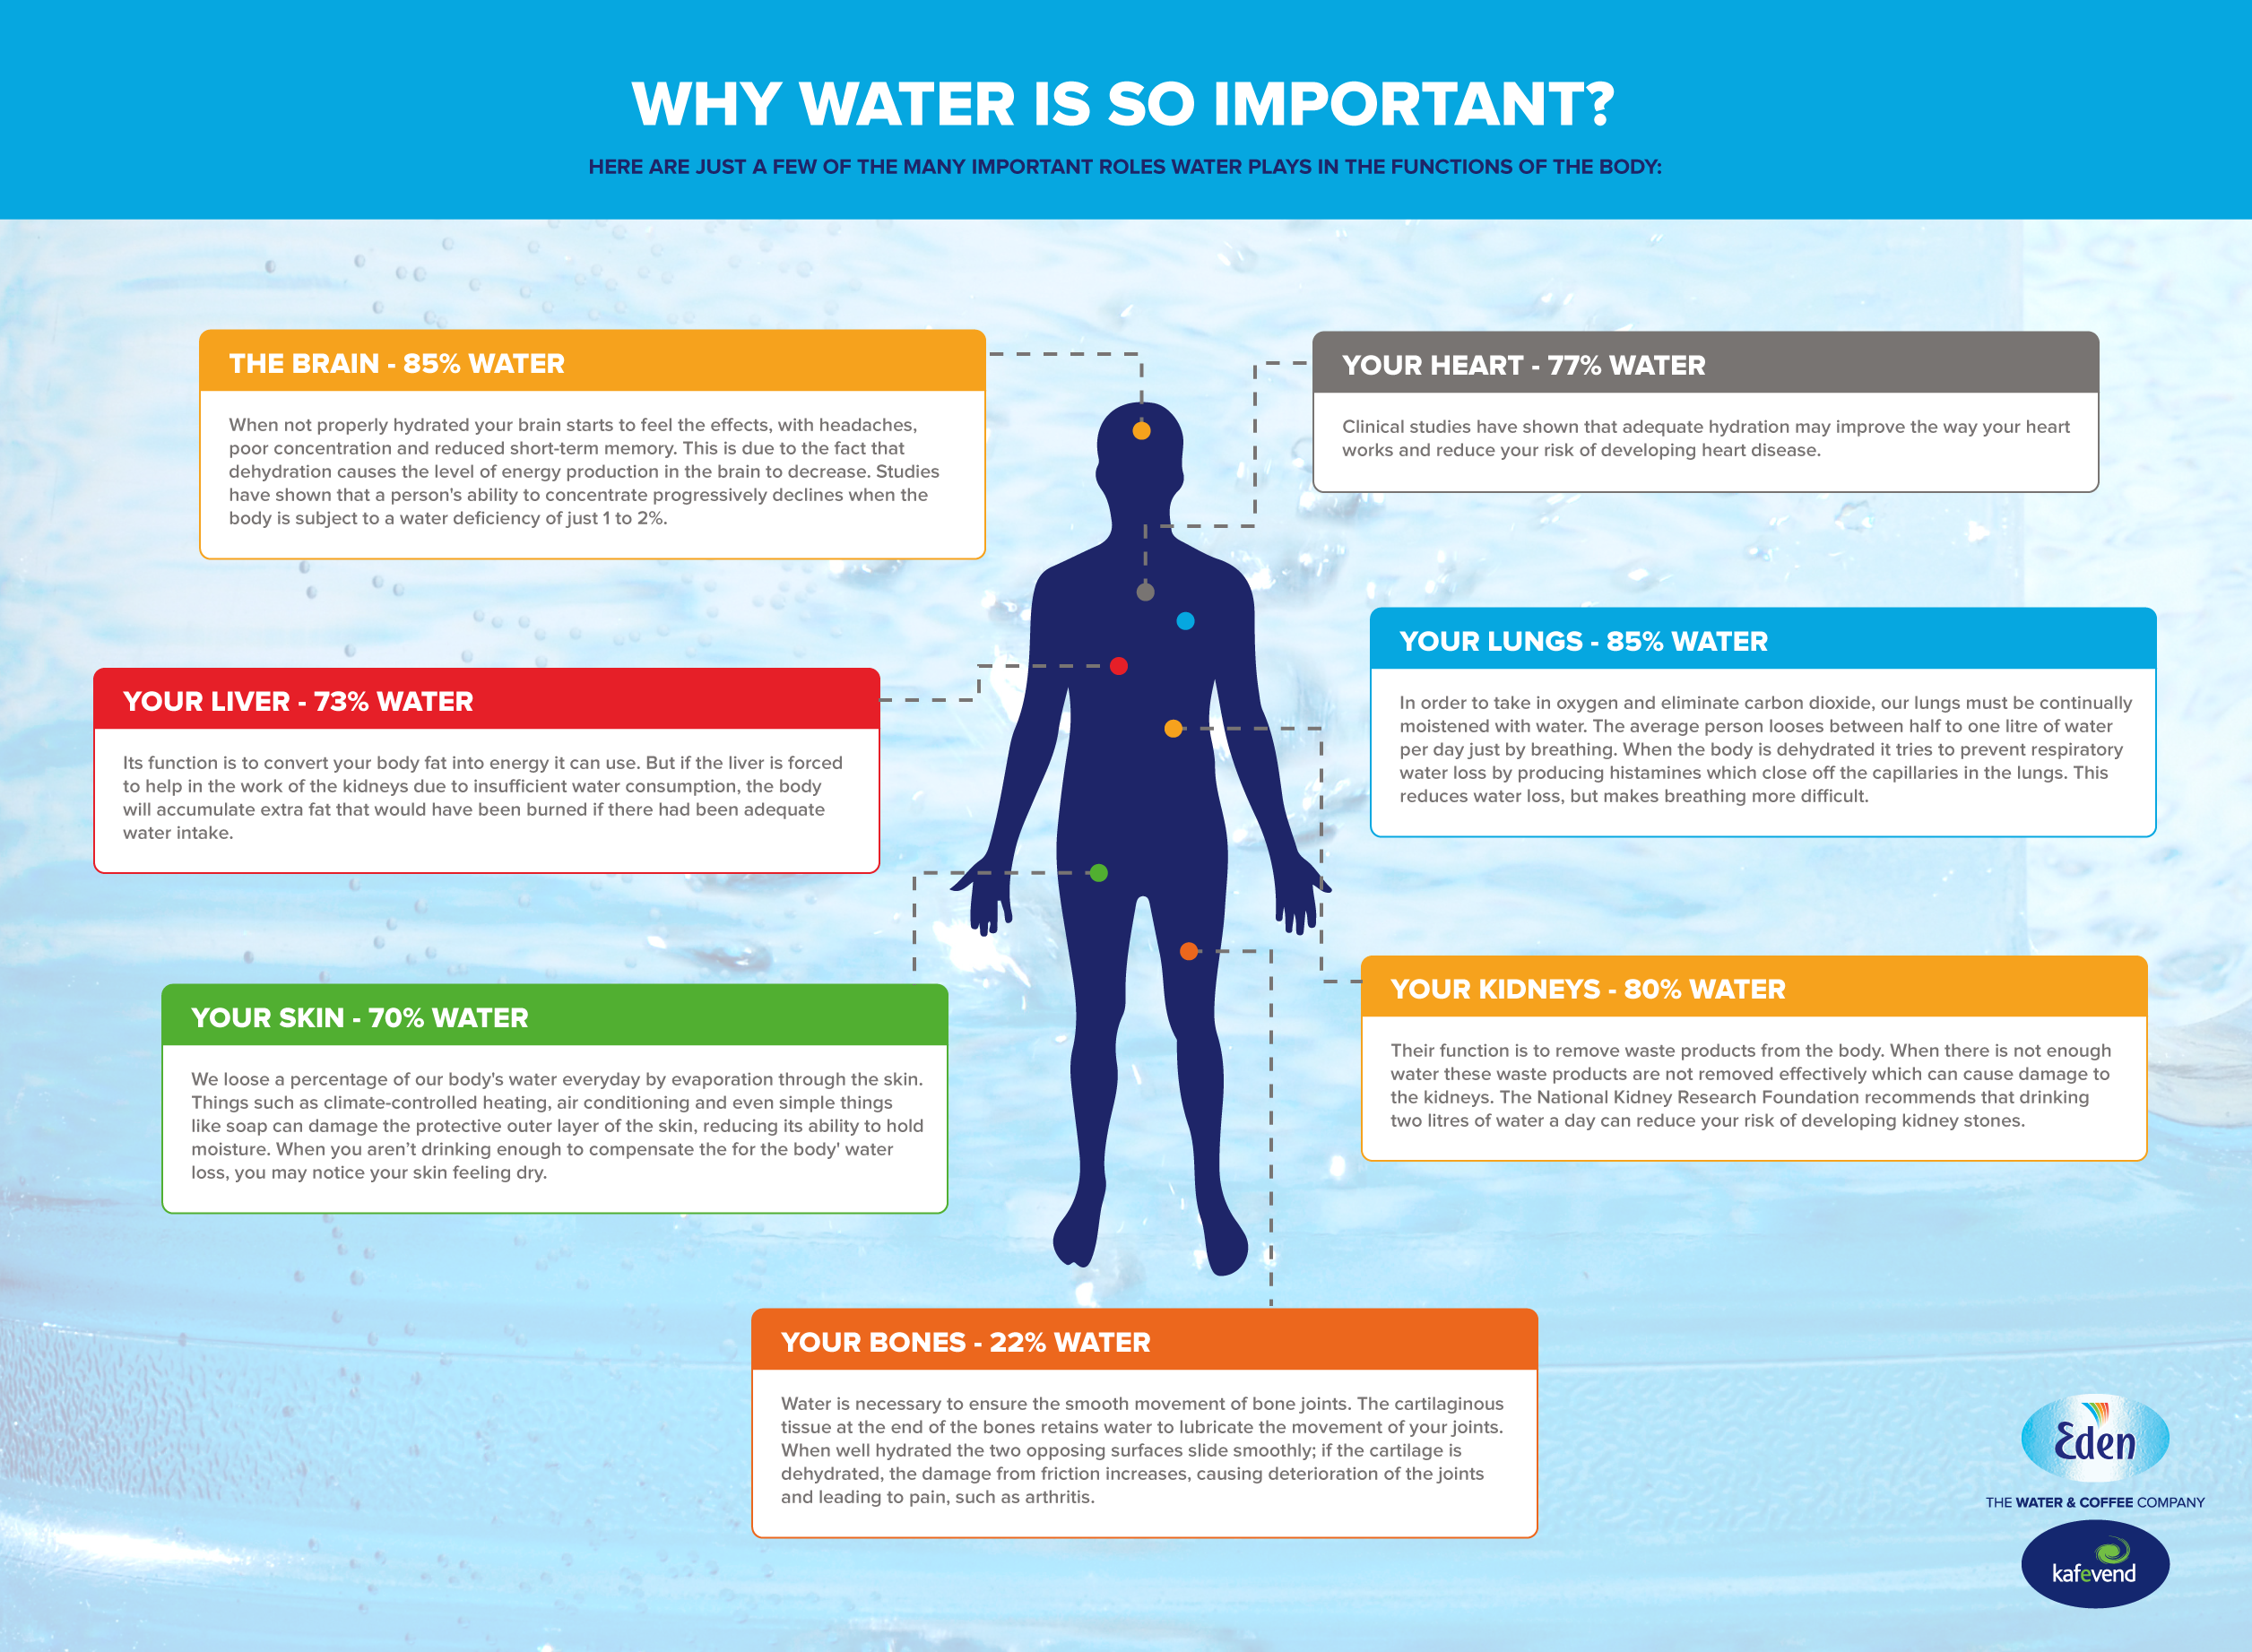 WHY WATER IS SO IMPORTANT?
HERE ARE JUST A FEW OF THE MANY IMPORTANT ROLES WATER PLAYS IN THE FUNCTIONS OF THE BODY:
THE BRAIN - 85% WATER
When not properly hydrated your brain starts to feel the effects, with headaches,
poor concentration and reduced short-term memory. This is due to the fact that
dehydration causes the level of energy production in the brain to decrease. Studies
have shown that a person's ability to concentrate progressively declines when the
body is subject to a water deficiency of just 1 to 2%.
YOUR HEART - 77% WATER
Clinical studies have shown that adequate hydration may improve the way your heart
works and reduce your risk of developing heart disease.
YOUR LIVER - 73% WATER
Its function is to convert your body fat into energy it can use. But if the liver is forced
to help in the work of the kidneys due to insufficient water consumption, the body
will accumulate extra fat that would have been burned if there had been adequate
water intake.
YOUR LUNGS - 85% WATER
In order to take in oxygen and eliminate carbon dioxide, our lungs must be continually
moistened with water. The average person looses between half to one litre of water
per day just by breathing. When the body is dehydrated it tries to prevent respiratory
water loss by producing histamines which close off the capillaries in the lungs. This
reduces water loss, but makes breathing more difficult.
YOUR SKIN - 70% WATER
We loose a percentage of our body's water everyday by evaporation through the skin.
Things such as climate-controlled heating, air conditioning and even simple things
like soap can damage the protective outer layer of the skin, reducing its ability to hold
moisture. When you aren’t drinking enough to compensate the for the body' water
loss, you may notice your skin feeling dry.
YOUR KIDNEYS - 80% WATER
Their function is to remove waste products from the body. When there is not enough
water these waste products are not removed effectively which can cause damage to
the kidneys. The National Kidney Research Foundation recommends that drinking
two litres of water a day can reduce your risk of developing kidney stones.
YOUR BONES - 22% WATER
Water is necessary to ensure the smooth movement of bone joints. The cartilaginous
tissue at the end of the bones retains water to lubricate the movement of your joints.
When well hydrated the two opposing surfaces slide smoothly; if the cartilage is
dehydrated, the damage from friction increases, causing deterioration of the joints
and leading to pain, such as arthritis.
Eden
THE WATER & COFFEE COMPANY
kafevend